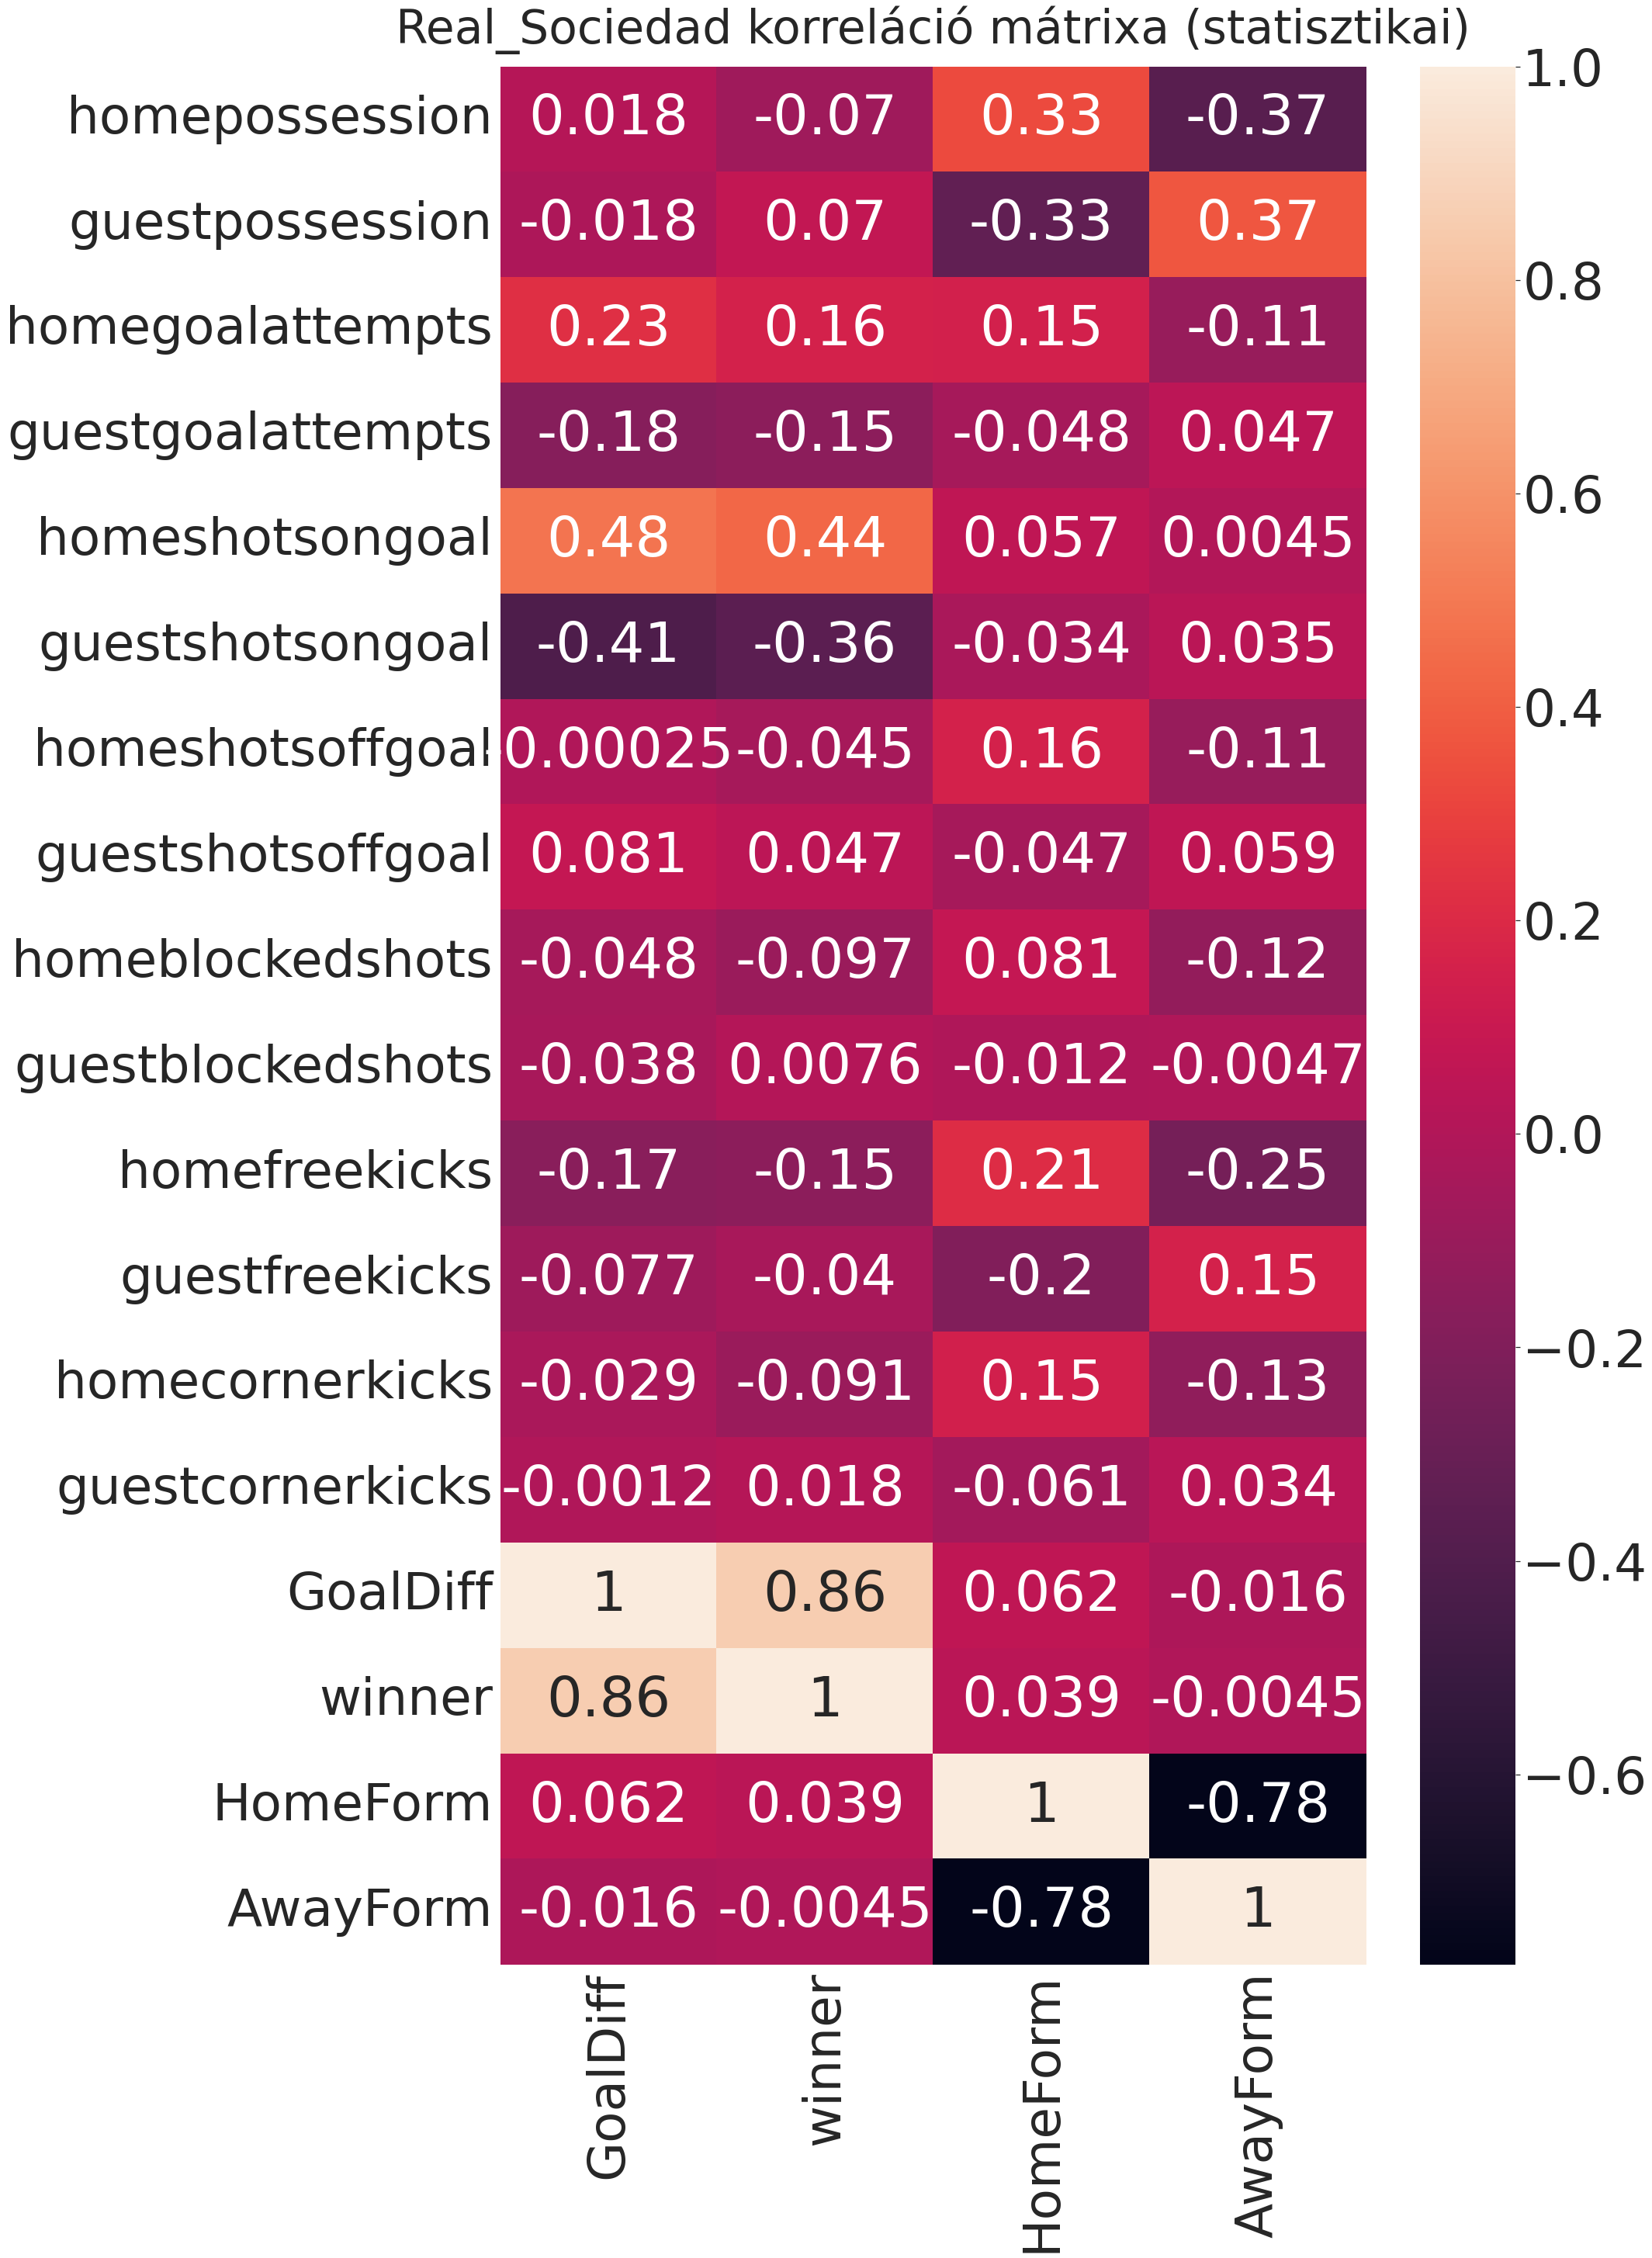 Real_Sociedad korreláció mátrixa (statisztikai)
homepossession 0.018 -0.07 0.33 -0.37
guestpossession -0.018 0.07 -0.33 0.37
homegoalattempts 0.23 0.16 0.15 -0.11
guestgoalattempts -0.18 -0.15 -0.048 0.047
homeshotsongoal 0.48 0.44 0.057 0.0045
guestshotsongoal -0.41 -0.36 -0.034 0.035
homeshotsoffgoal -0.00025 -0.045 0.16 -0.11
guestshotsoffgoal 0.081 0.047 -0.047 0.059
homeblockedshots -0.048 -0.097 0.081 -0.12
guestblockedshots -0.038 0.0076 -0.012 -0.0047
homefreekicks -0.17 -0.15 0.21 -0.25
guestfreekicks -0.077 -0.04 -0.2 0.15
homecornerkicks -0.029 -0.091 0.15 -0.13
guestcornerkicks -0.0012 0.018 -0.061 0.034
GoalDiff 1 0.86 0.062 -0.016
winner 0.86 1 0.039 -0.0045
HomeForm 0.062 0.039 1 -0.78
AwayForm -0.016 -0.0045 -0.78 1
GoalDiff
winner
HomeForm
AwayForm
1.0
0.8
0.6
0.4
0.2
0.0
−0.2
−0.4
−0.6